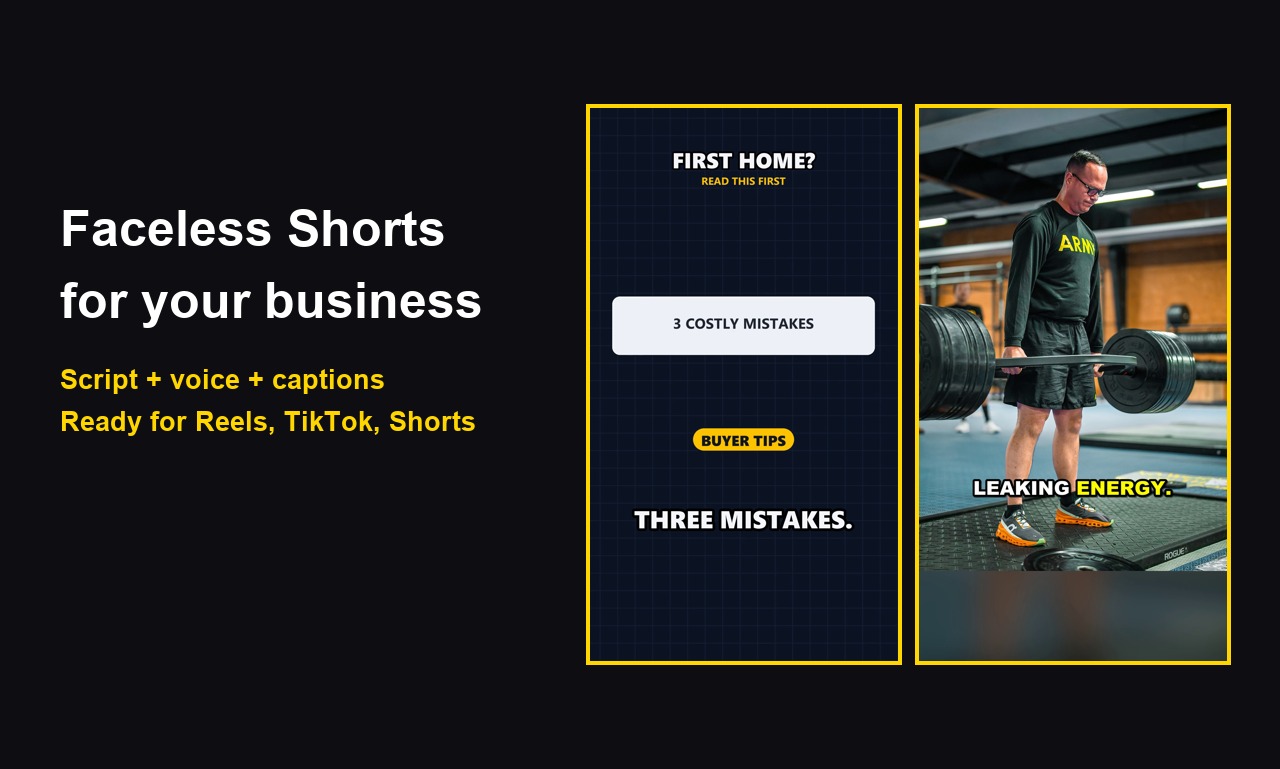 Faceless Shorts
for your business
Script + voice + captions
Ready for Reels, TikTok, Shorts
FIRST HOME?
READ THIS FIRST
3 COSTLY MISTAKES
BUYER TIPS
THREE MISTAKES.
ARMY
LEAKING ENERGY.
ROGUE